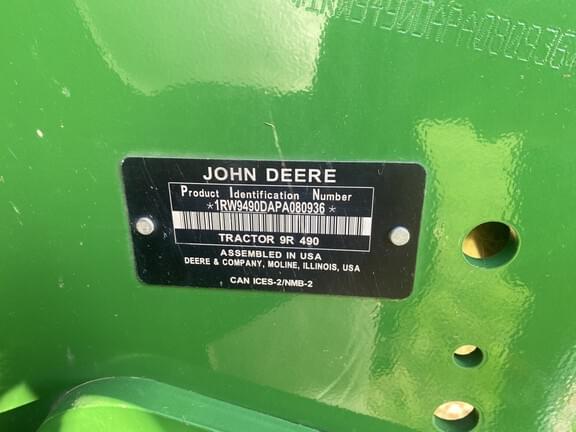 *1RW9490DAPA080936*
JOHN DEERE
Product Identification Number
*1RW9490DAPA080936*
TRACTOR 9R 490
ASSEMBLED IN USA
DEERE & COMPANY, MOLINE, ILLINOIS, USA
CAN ICES-2/NMB-2